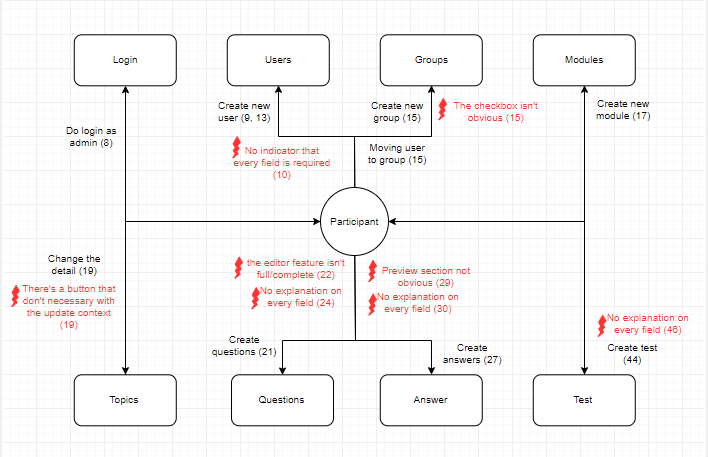 Login
Users
Groups
Modules
Create new
user (9, 13)
Create new
group (15)
The checkbox isn't
obvious (15)
Create new
module (17)
Do login as
admin (8)
No indicator that
every field is required
(10)
Moving user
to group (15)
Participant
Change the
detail (19)
There's a button that
don't necessary with
the update context
(19)
the editor feature isn't
full/complete (22)
No explanation on
every field (24)
Preview section not
obvious (29)
No explanation on
every field (30)
No explanation on
every field (46)
Create
questions (21)
Create
answers (27)
Create test
(44)
Topics
Questions
Answer
Test